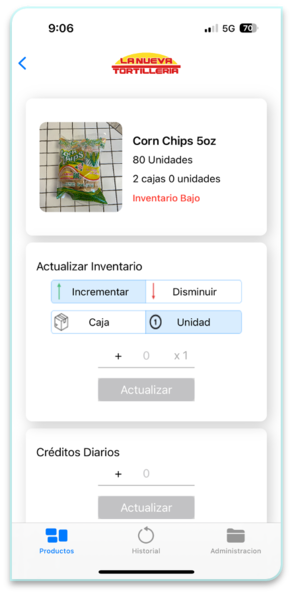 9:06
5G 70
LA NUEVA
TORTILLERIA
Corn Chips 5oz
80 Unidades
2 cajas 0 unidades
Inventario Bajo
Actualizar Inventario
Incrementar Disminuir
Caja 1 Unidad
+ 0 x 1
Actualizar
Créditos Diarios
+ 0
Actualizar
Productos Historial Administracion